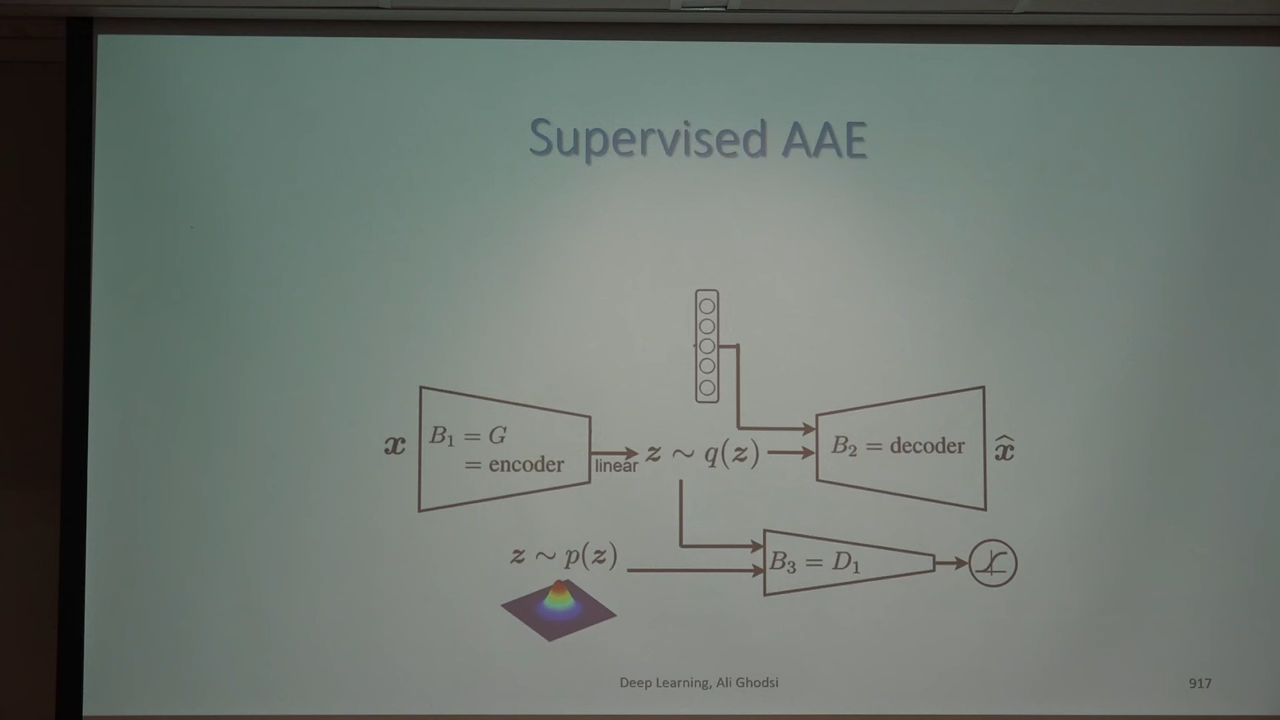 Supervised AAE
x
B₁ = G
= encoder
linear
z ∼ q(z)
B₂ = decoder
x̂
z ∼ p(z)
B₃ = D₁
Deep Learning, Ali Ghodsi
917